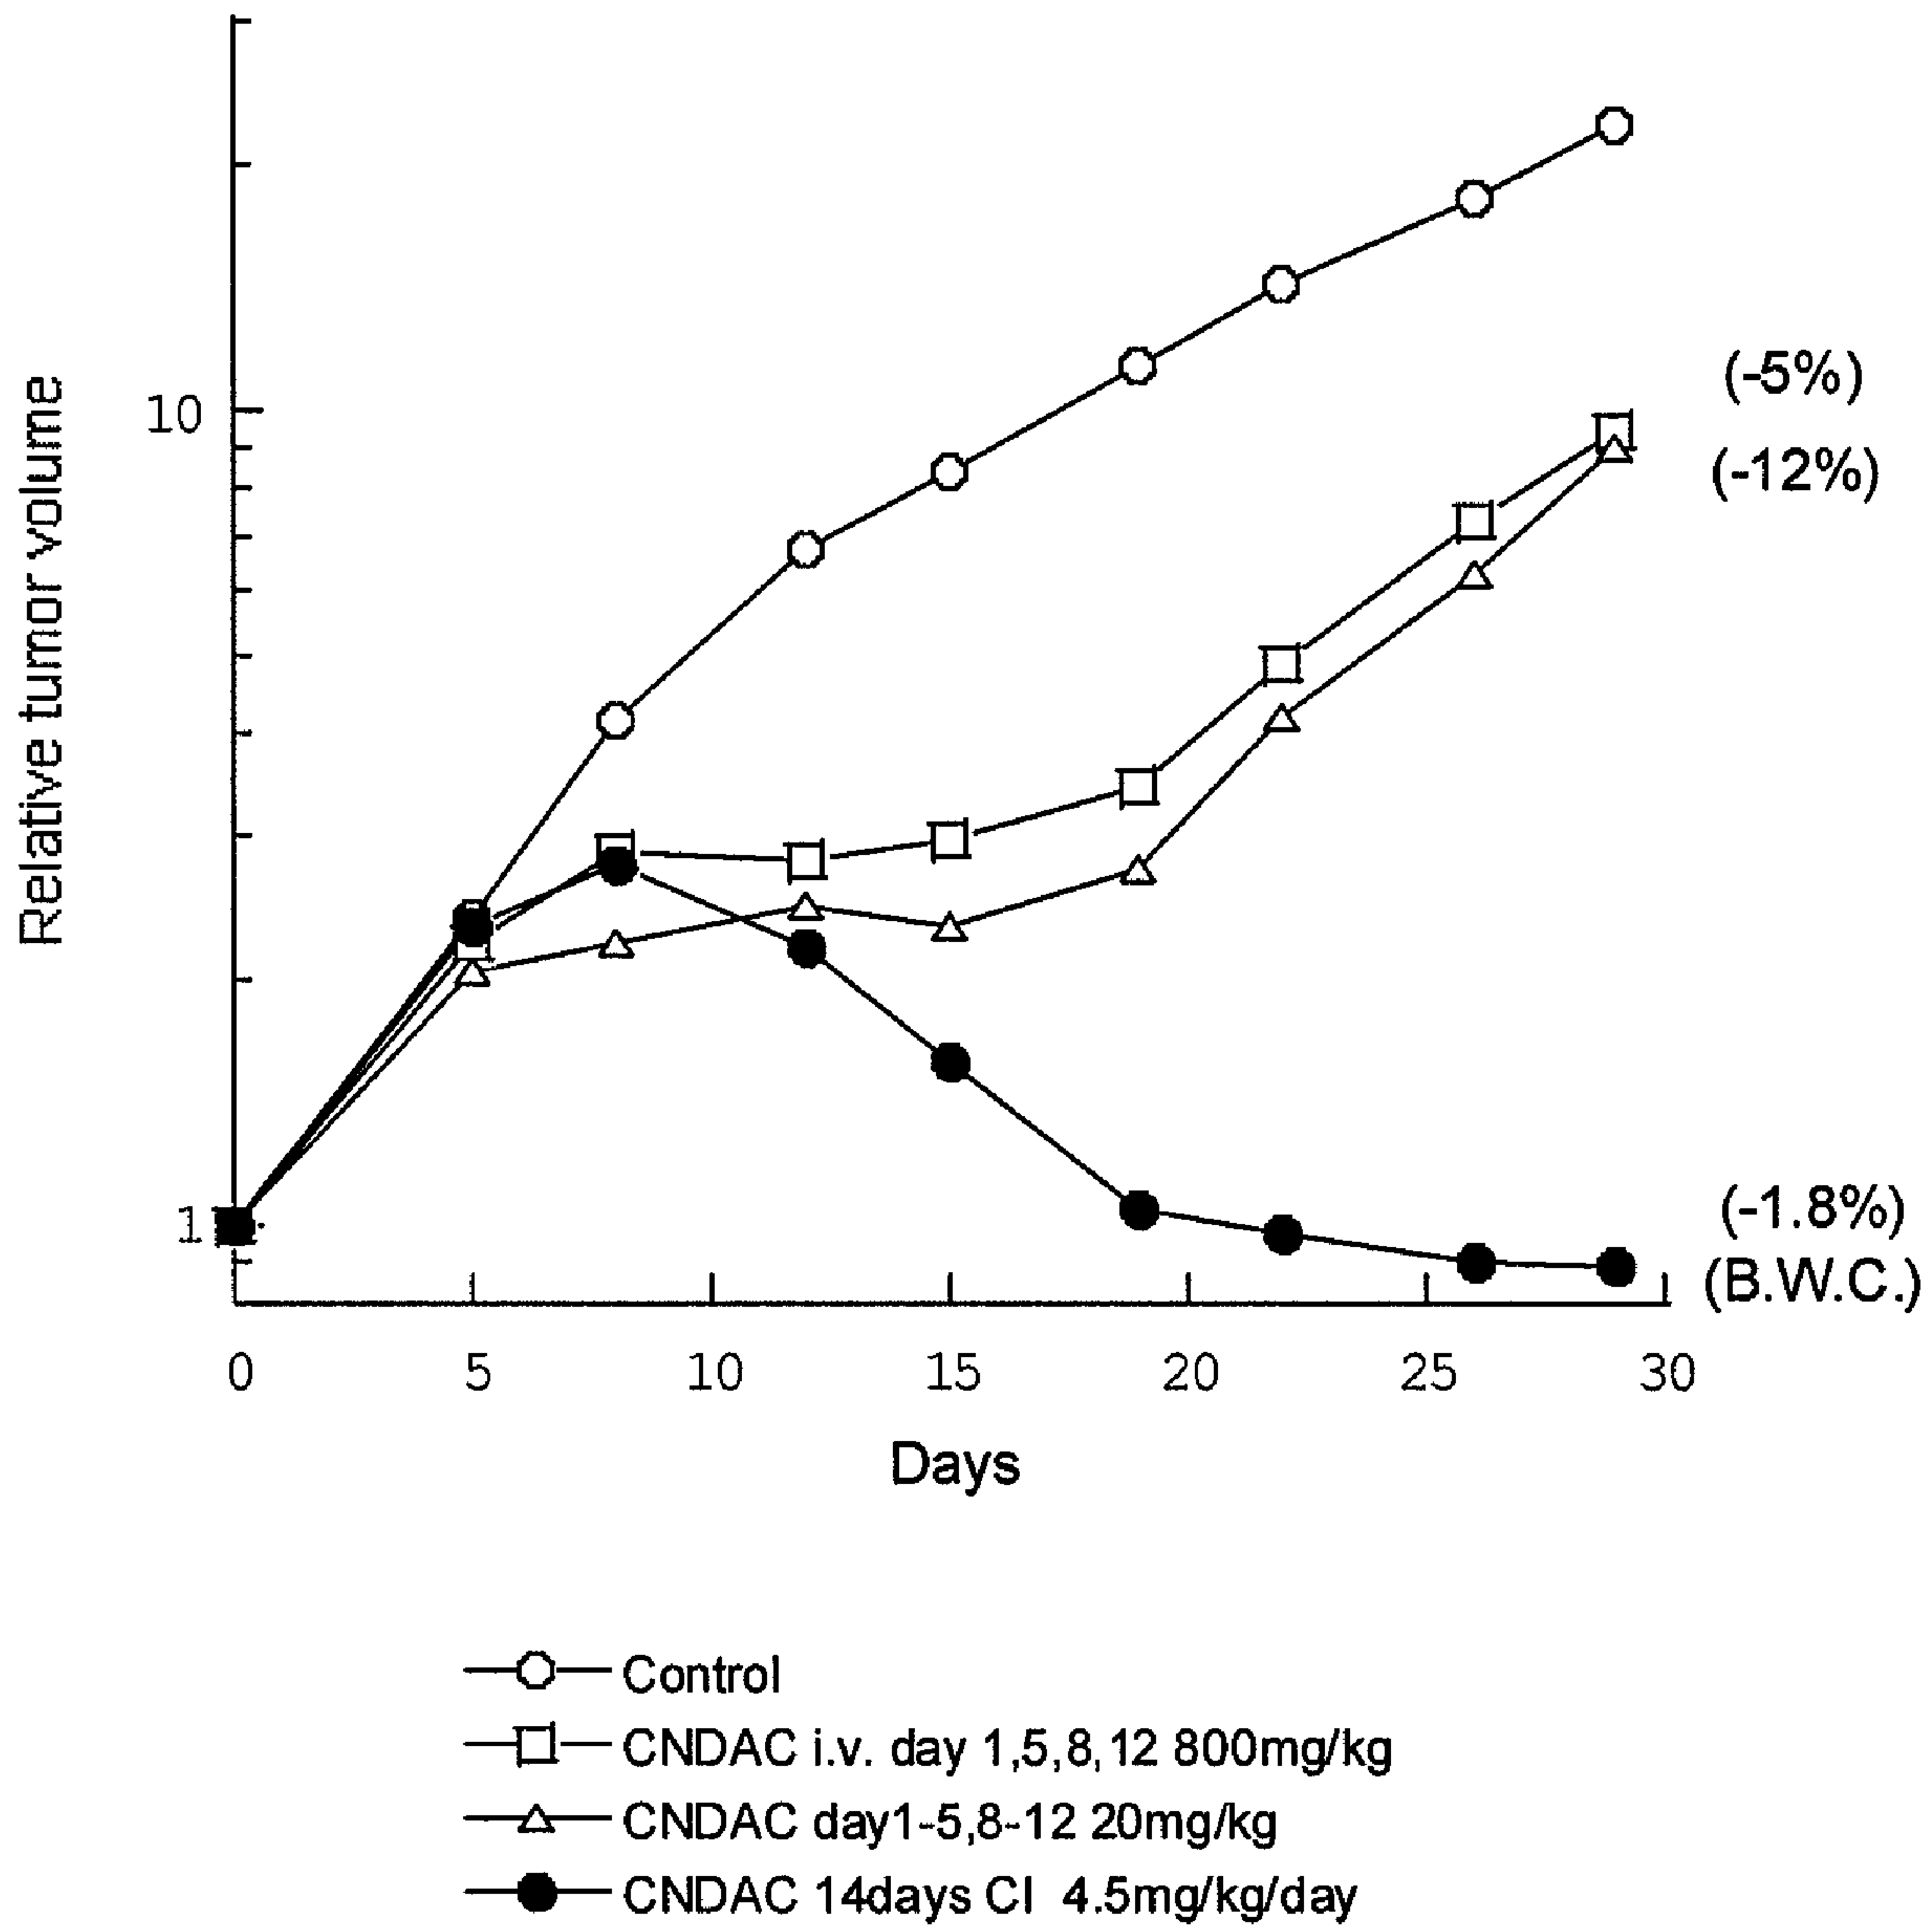 Relative tumor volume
10
1
(-5%)
(-12%)
(-1.8%)
(B.W.C.)
0 5 10 15 20 25 30
Days
Control
CNDAC i.v. day 1,5,8,12 800mg/kg
CNDAC day1-5,8-12 20mg/kg
CNDAC 14days CI 4.5mg/kg/day